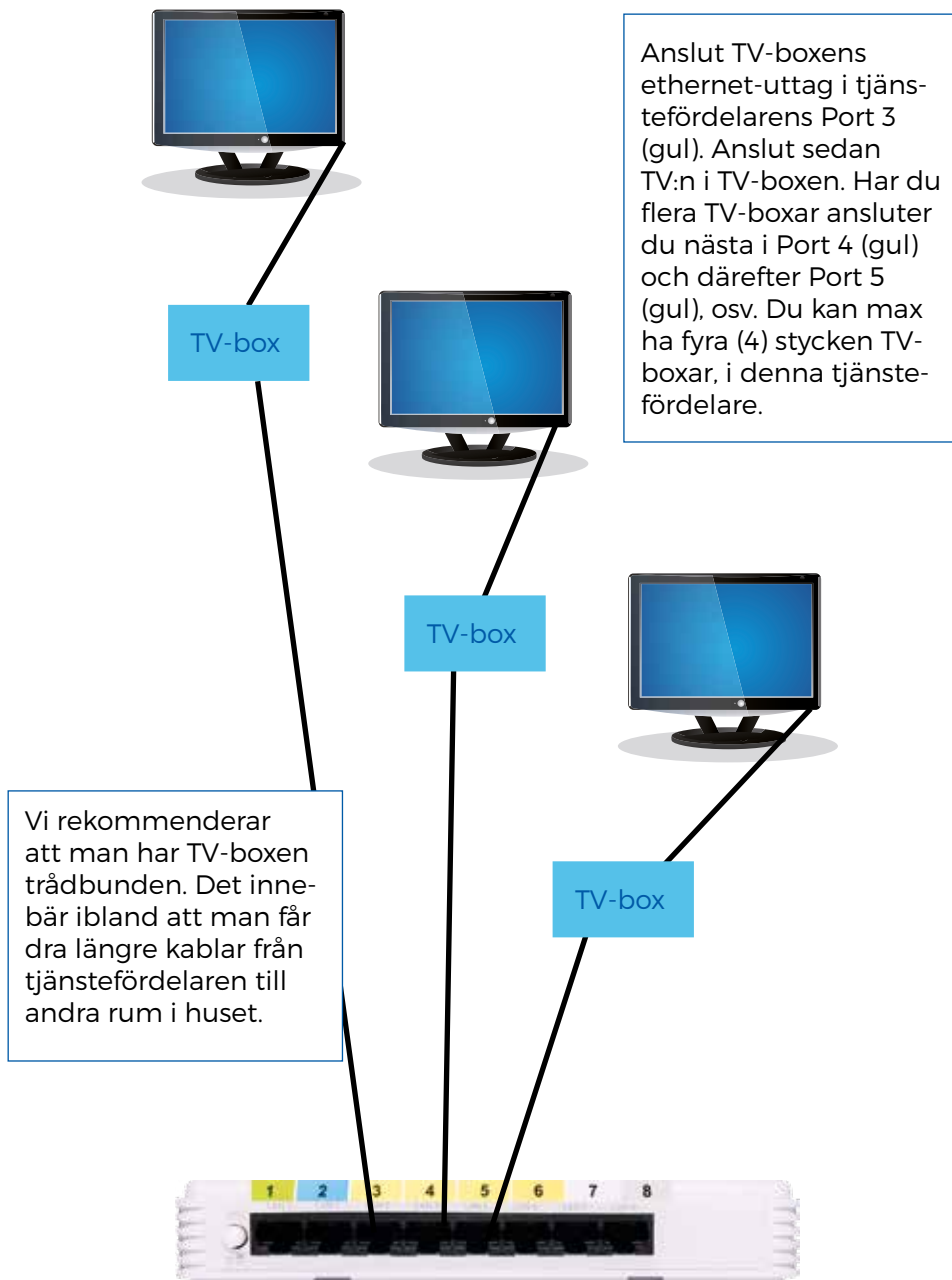 Anslut TV-boxens
ethernet-uttag i tjäns-
tefördelarens Port 3
(gul). Anslut sedan
TV:n i TV-boxen. Har du
flera TV-boxar ansluter
du nästa i Port 4 (gul)
och därefter Port 5
(gul), osv. Du kan max
ha fyra (4) stycken TV-
boxar, i denna tjänste-
fördelare.
TV-box
TV-box
TV-box
Vi rekommenderar
att man har TV-boxen
trådbunden. Det inne-
bär ibland att man får
dra längre kablar från
tjänstefördelaren till
andra rum i huset.
1 2 3 4 5 6 7 8